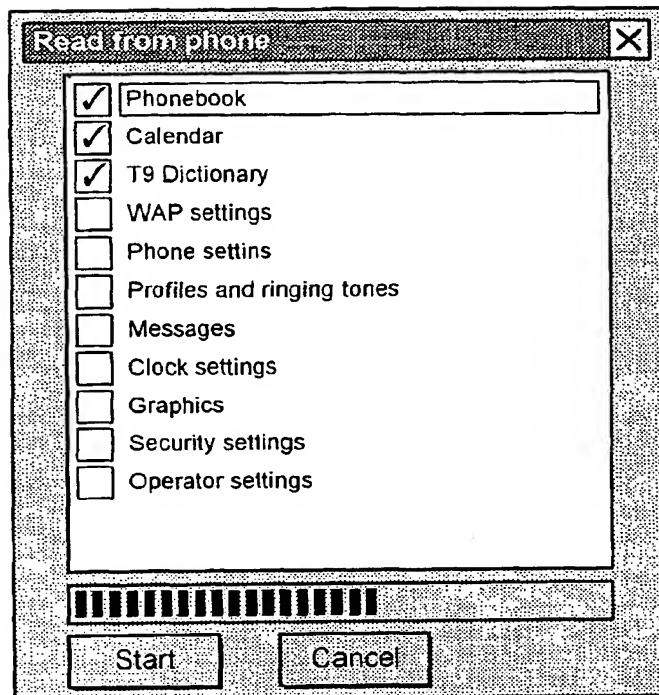 Read from phone
Phonebook
Calendar
T9 Dictionary
WAP settings
Phone settins
Profiles and ringing tones
Messages
Clock settings
Graphics
Security settings
Operator settings
Start
Cancel